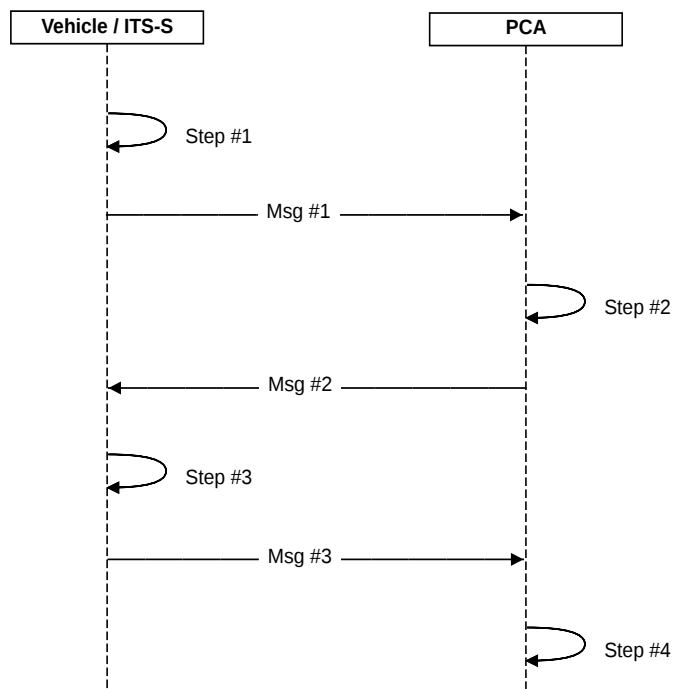 Vehicle / ITS-S
PCA
Step #1
Msg #1
Step #2
Msg #2
Step #3
Msg #3
Step #4